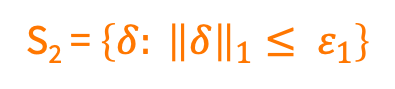 S₂ = {δ: ‖δ‖₁ ≤ ε₁}